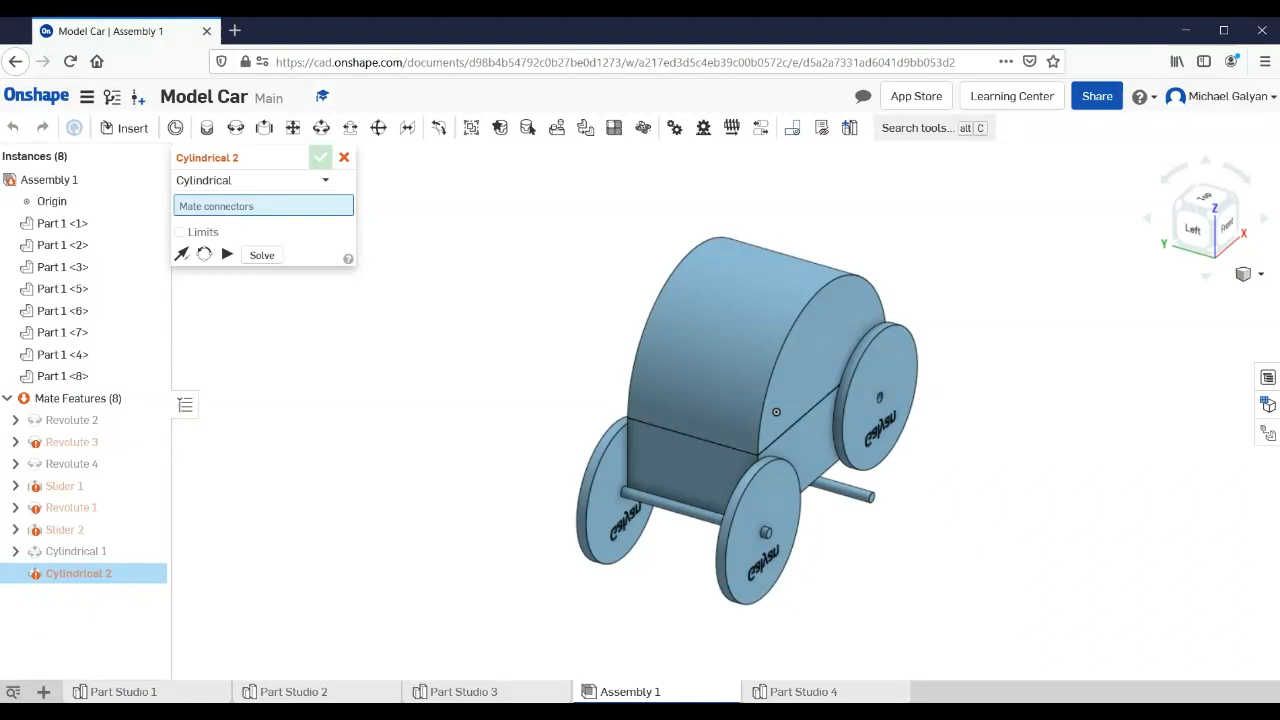 Model Car | Assembly 1
https://cad.onshape.com/documents/d98b4b54792c0b27be0d1237/w/a217ed3d5c4eb39c00b0572c/e/d5a2a7331ad6041d9bb053d2
Onshape Model Car Main App Store Learning Center Share Michael Galyan
Insert Search tools... alt C
Instances (8)
Assembly 1
Origin
Part 1 <1>
Part 1 <2>
Part 1 <3>
Part 1 <5>
Part 1 <6>
Part 1 <7>
Part 1 <4>
Part 1 <8>
Mate Features (8)
Revolute 2
Revolute 3
Revolute 4
Slider 1
Revolute 1
Slider 2
Cylindrical 1
Cylindrical 2
Cylindrical 2
Cylindrical
Mate connectors
Limits
Solve
Top
Left
Front
Z
X
Y
Galyan
Galyan
Galyan
Part Studio 1 Part Studio 2 Part Studio 3 Assembly 1 Part Studio 4